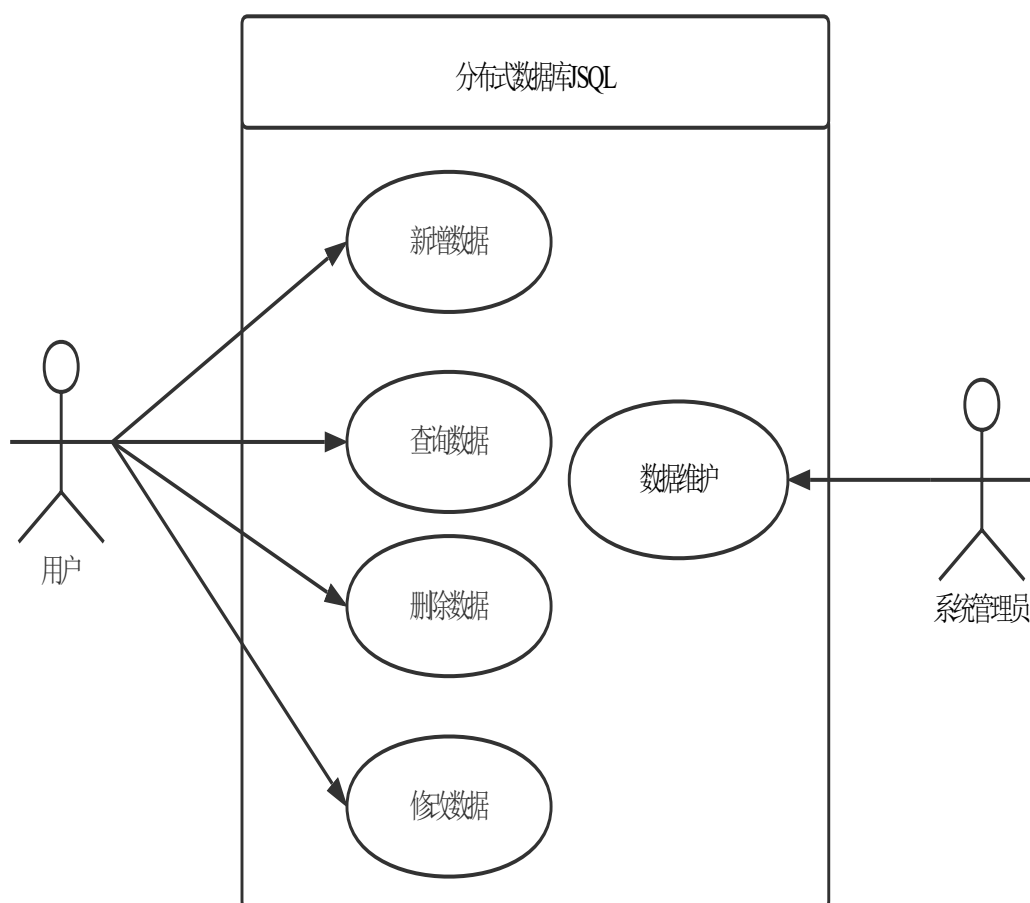 分布式数据库JSQL
新增数据
查询数据
数据维护
用户
删除数据
系统管理员
修改数据